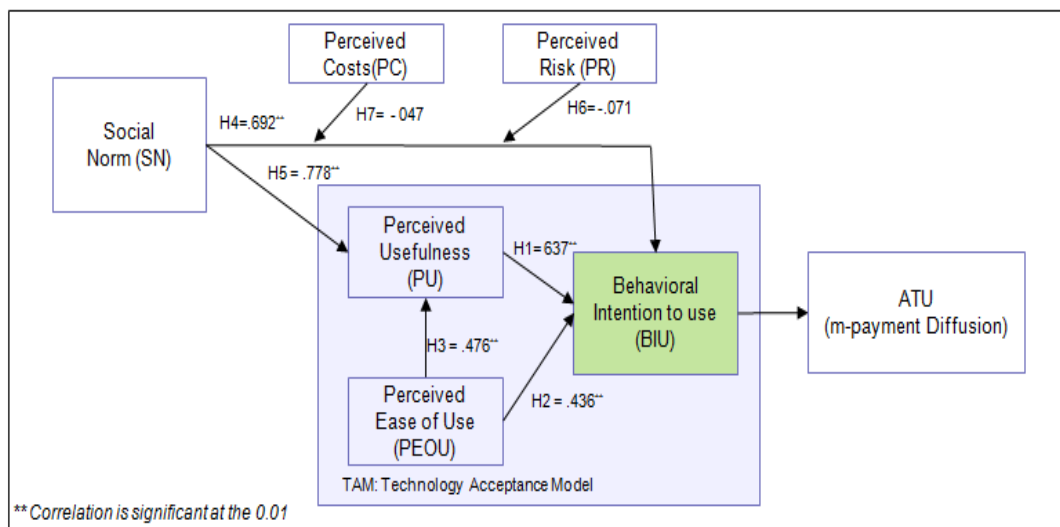 Perceived
Costs(PC)
Perceived
Risk (PR)
H7= - 047
H6=-.071
Social
Norm (SN)
H4=.692**
H5 = .778**
Perceived
Usefulness
(PU)
H1= 637**
Behavioral
Intention to use
(BIU)
ATU
(m-payment Diffusion)
H3 = .476**
Perceived
Ease of Use
(PEOU)
H2 = .436**
TAM: Technology Acceptance Model
** Correlation is significant at the 0.01